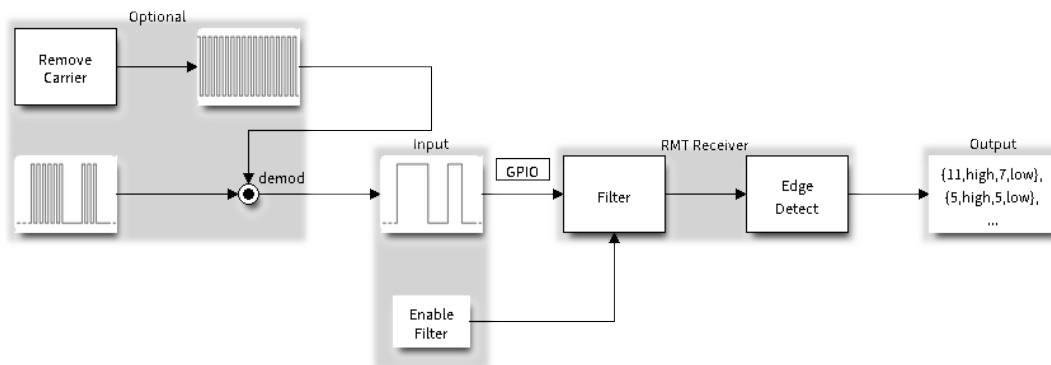 Optional
Remove
Carrier
demod
Input
GPIO
Enable
Filter
RMT Receiver
Filter
Edge
Detect
Output
{11,high,7,low},
{5,high,5,low},
...